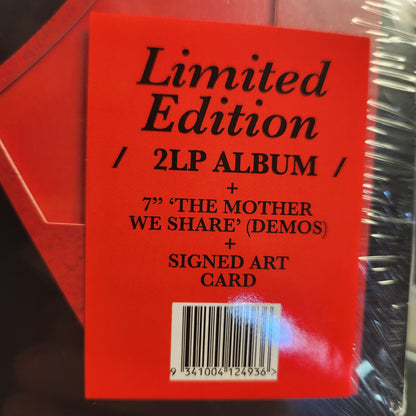 Limited
Edition
/ 2LP ALBUM /
+
7” ‘THE MOTHER
WE SHARE’ (DEMOS)
+
SIGNED ART
CARD
9 341004 124936 >